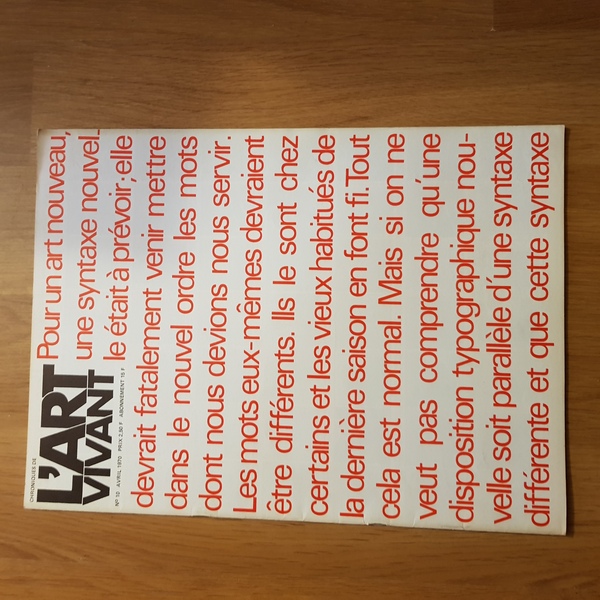 CHRONIQUES DE
L'ART
VIVANT
N° 10 AVRIL 1970 PRIX 2,50 F ABONNEMENT 15 F
Pour un art nouveau,
une syntaxe nouvel-
le était à prévoir ; elle
devrait fatalement venir mettre
dans le nouvel ordre les mots
dont nous devions nous servir.
Les mots eux-mêmes devraient
être différents. Ils le sont chez
certains et les vieux habitués de
la dernière saison en font fi. Tout
cela est normal. Mais si on ne
veut pas comprendre qu'une
disposition typographique nou-
velle soit parallèle d'une syntaxe
différente et que cette syntaxe